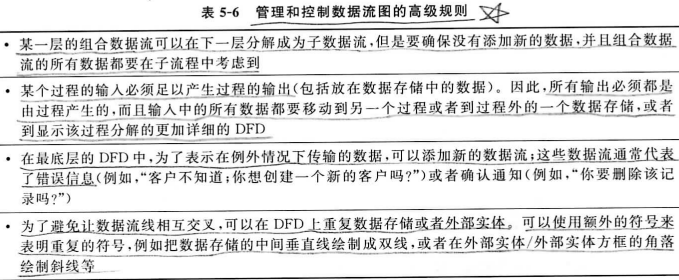 表 5-6 管理和控制数据流图的高级规则
• 某一层的组合数据流可以在下一层分解成为子数据流,但是要确保没有添加新的数据,并且组合数据
流的所有数据都要在子流程中考虑到
• 某个过程的输入必须足以产生过程的输出(包括放在数据存储中的数据)。因此,所有输出必须都是
由过程产生的,而且输入中的所有数据都要移动到另一个过程或者到过程外的一个数据存储,或者
到显示该过程分解的更加详细的 DFD
• 在最底层的 DFD 中,为了表示在例外情况下传输的数据,可以添加新的数据流;这些数据流通常代表
了错误信息(例如,“客户不知道;你想创建一个新的客户吗?”)或者确认通知(例如,“你要删除该记
录吗?”)
• 为了避免让数据流线相互交叉,可以在 DFD 上重复数据存储或者外部实体。可以使用额外的符号来
表明重复的符号,例如把数据存储的中间垂直线绘制成双线,或者在外部实体/外部实体方框的角落
绘制斜线等